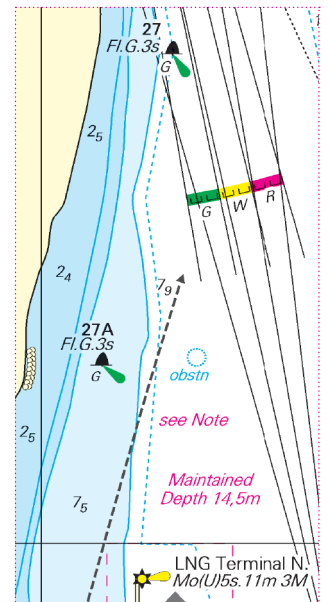 27
Fl.G.3s
G
2₅
G W R
2₄
7₉
27A
Fl.G.3s
G
obstn
2₅
see Note
7₅
Maintained
Depth 14,5m
LNG Terminal N.
Mo(U)5s.11m 3M